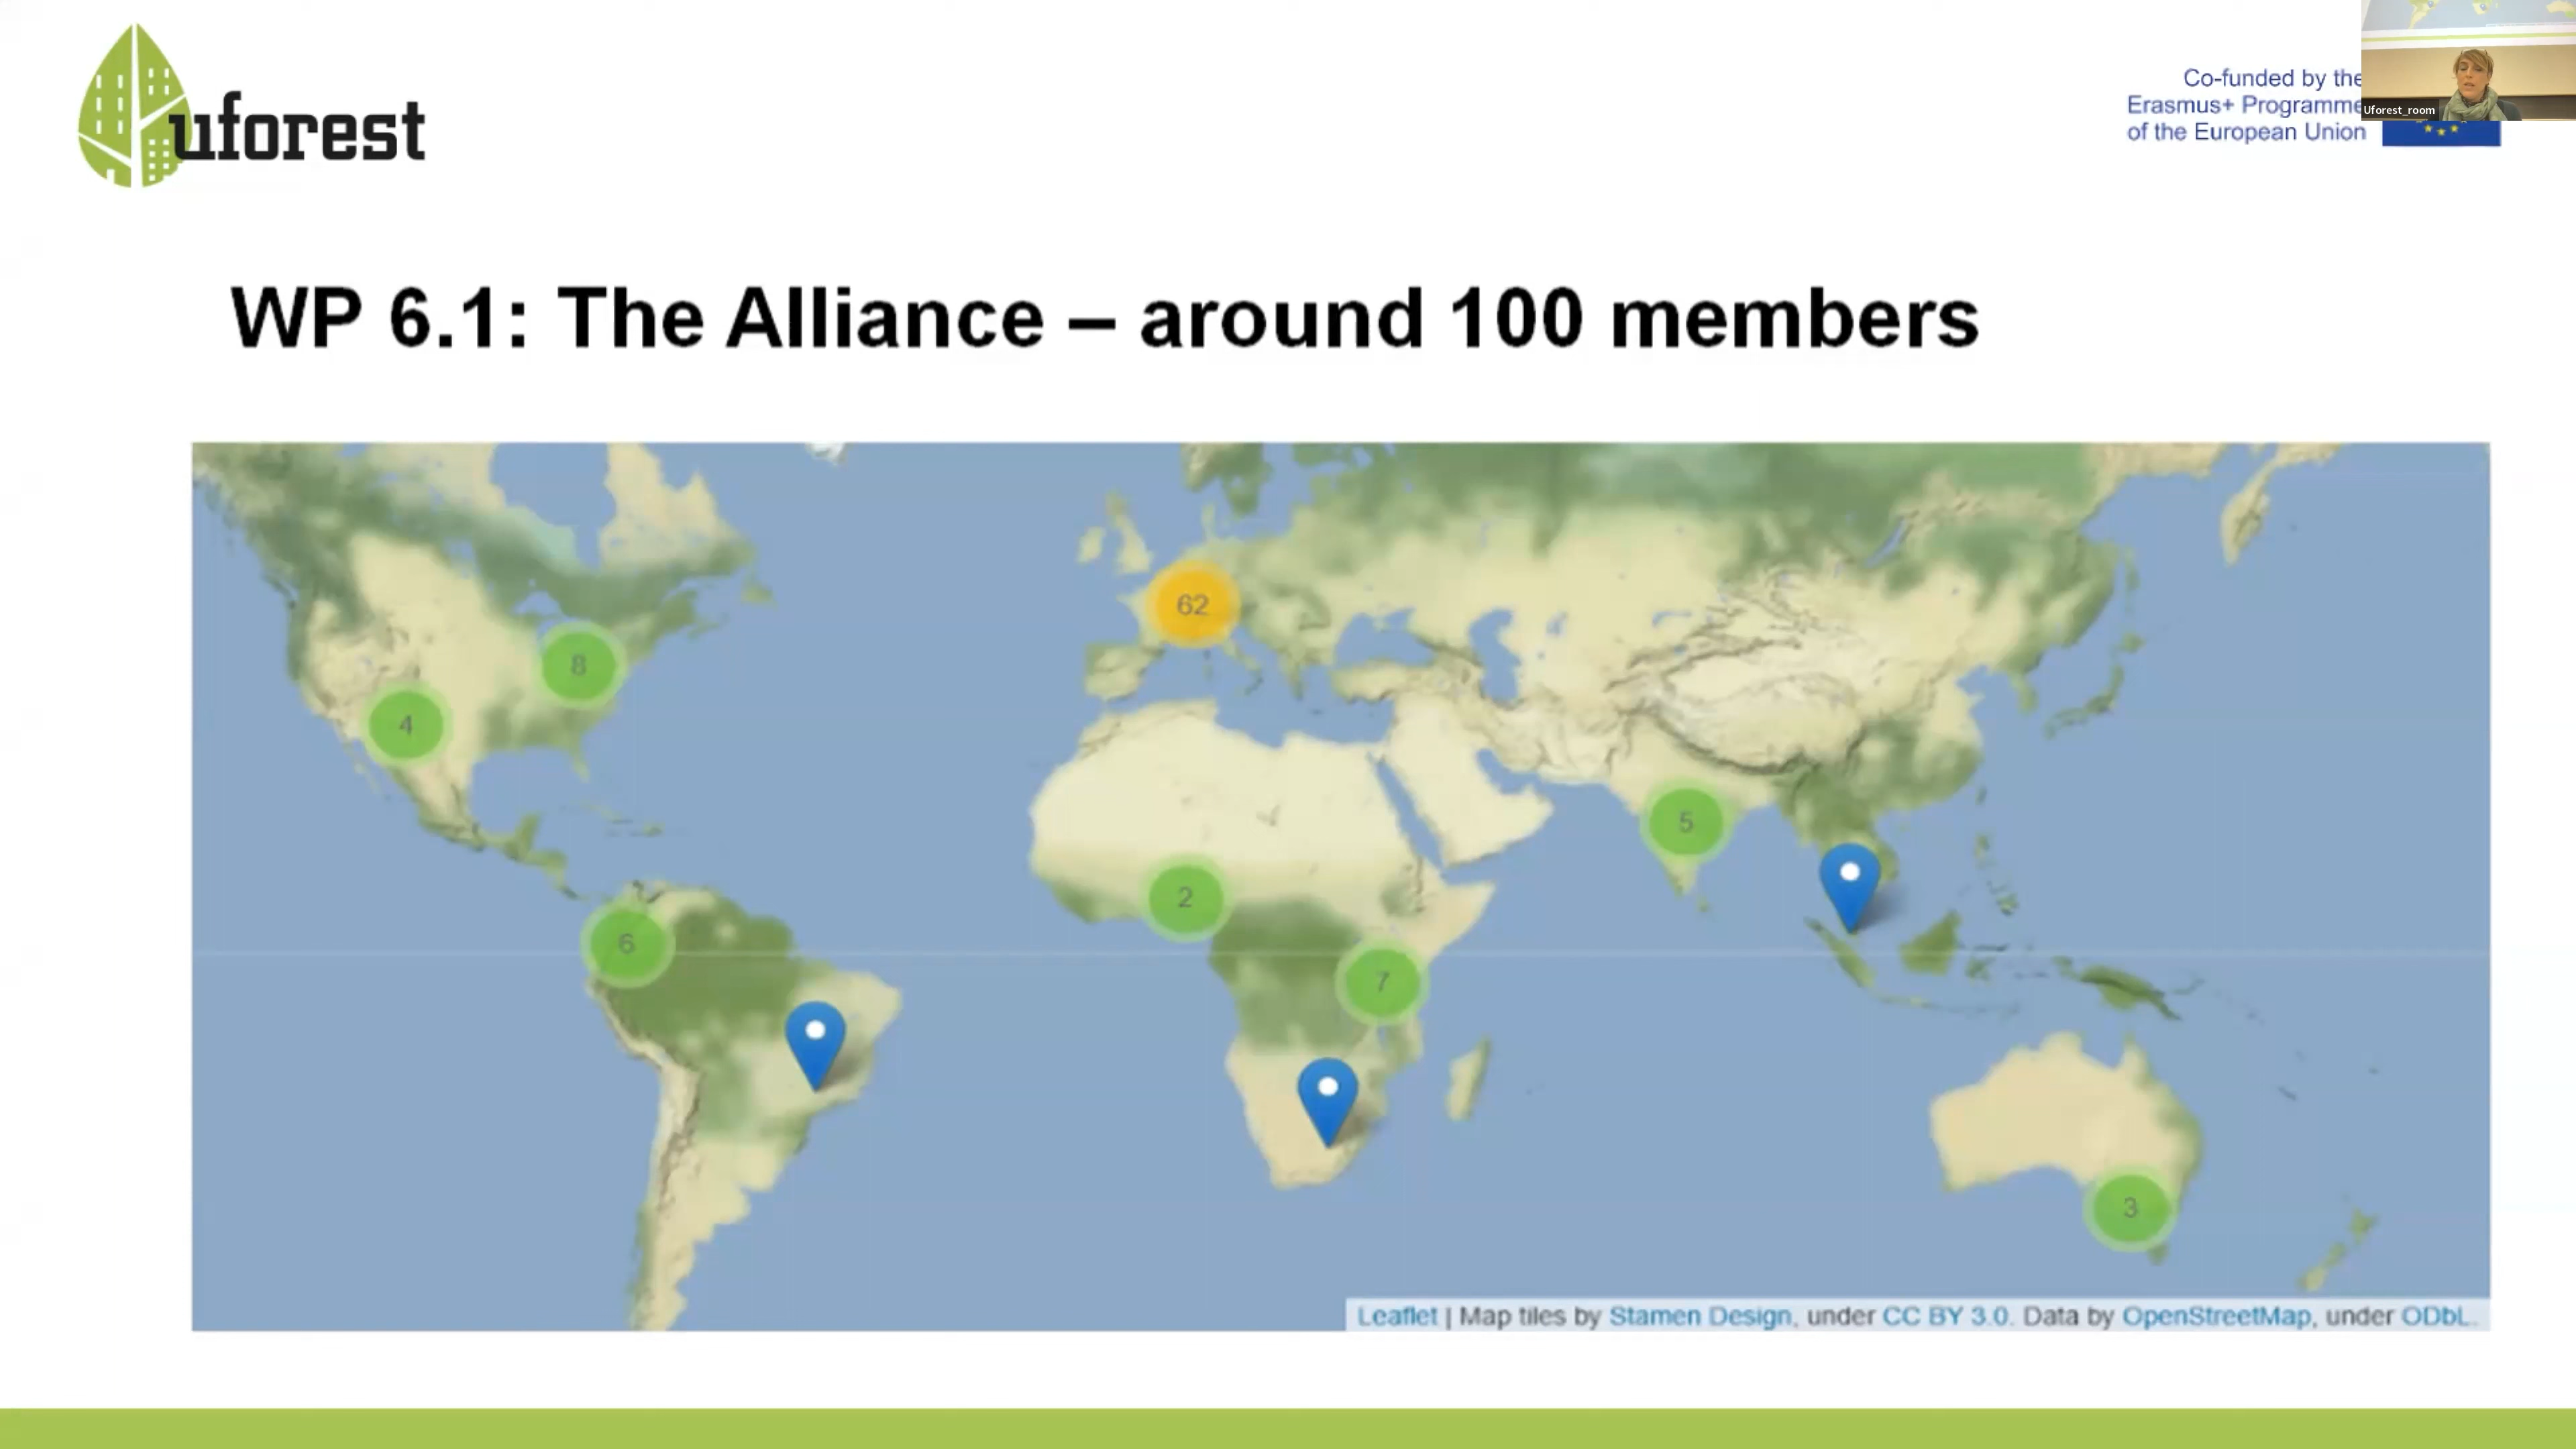 uforest
Co-funded by the
Erasmus+ Programme
of the European Union
Uforest_room
WP 6.1: The Alliance – around 100 members
62
8
4
5
2
6
7
3
Leaflet | Map tiles by Stamen Design, under CC BY 3.0. Data by OpenStreetMap, under ODbL.